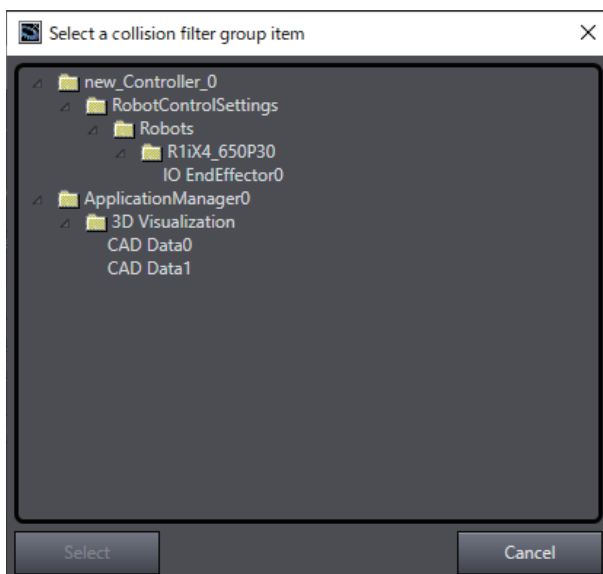 Select a collision filter group item
new_Controller_0
RobotControlSettings
Robots
R1iX4_650P30
IO EndEffector0
ApplicationManager0
3D Visualization
CAD Data0
CAD Data1
Select
Cancel